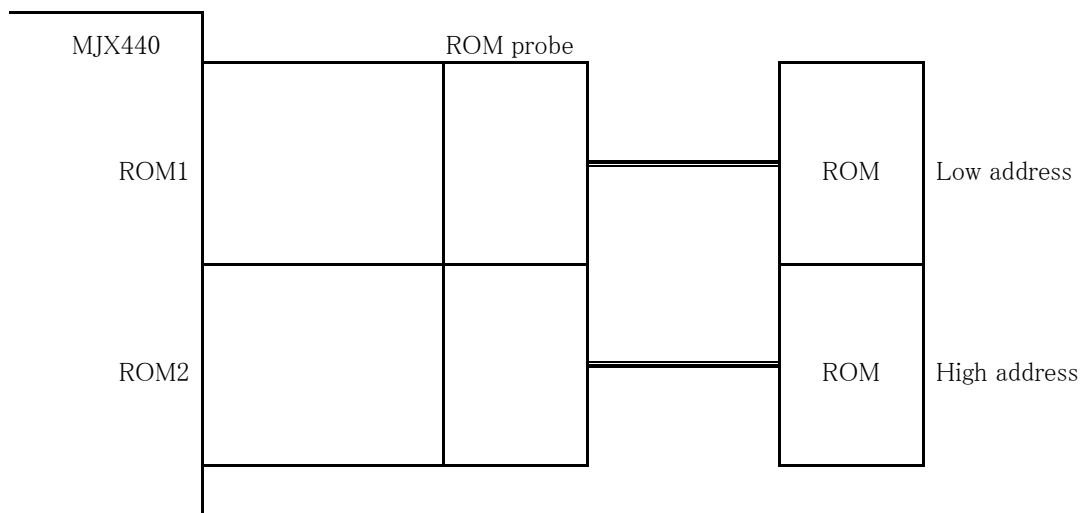 MJX440
ROM probe
ROM1
ROM
Low address
ROM2
ROM
High address